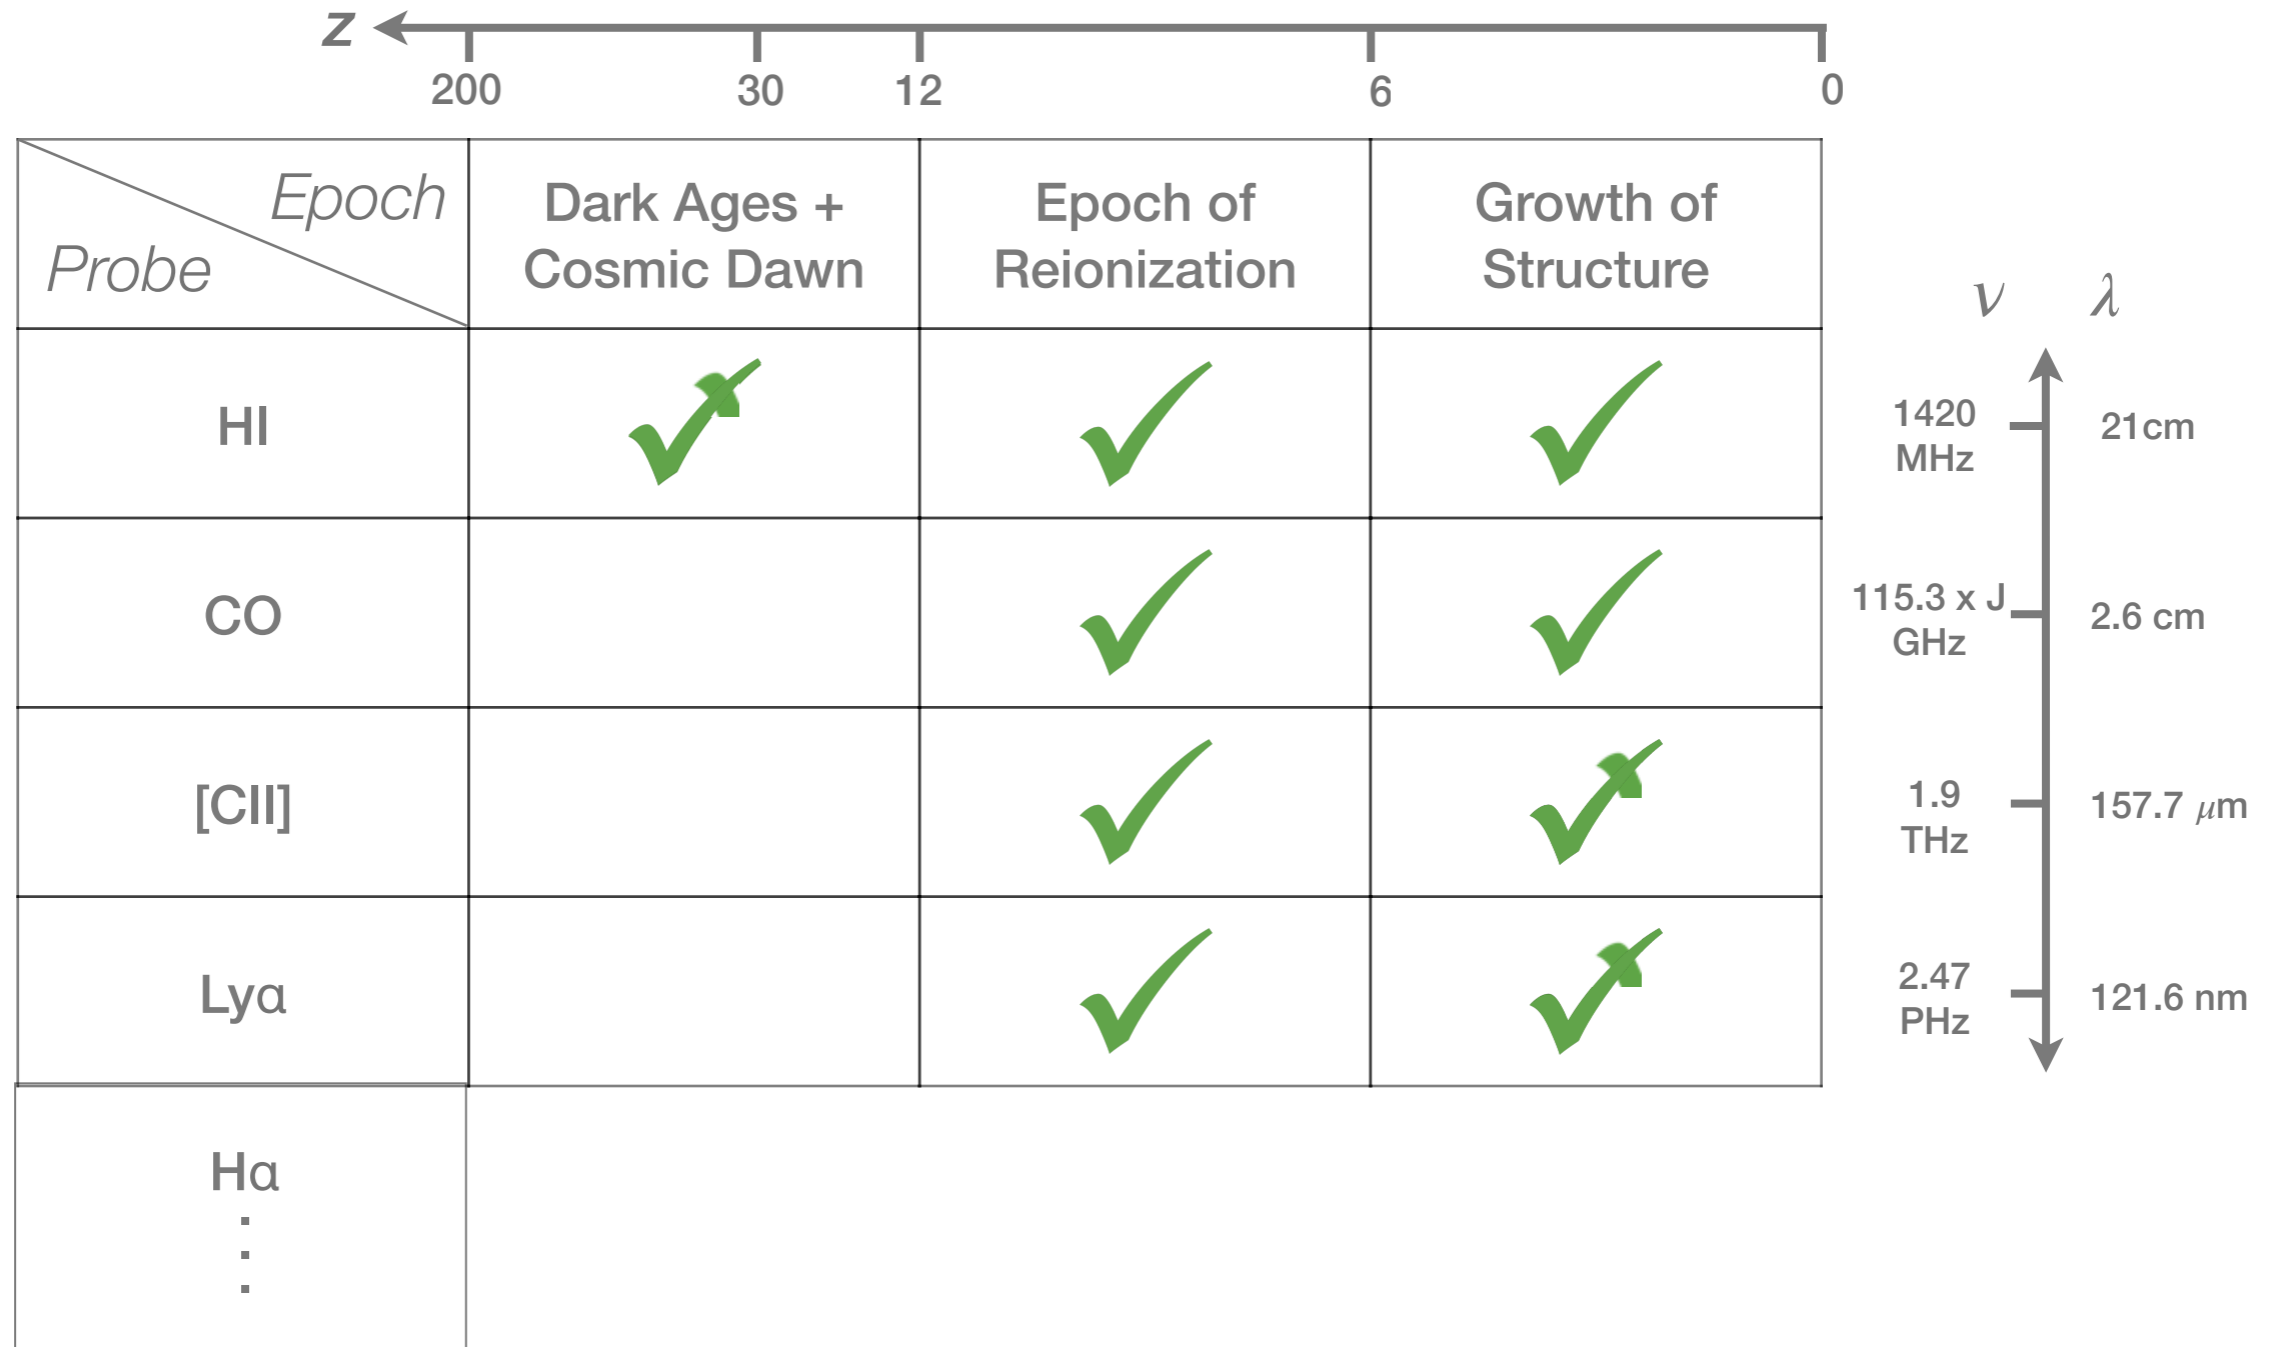 z
200 30 12 6 0
Epoch
Probe
Dark Ages +
Cosmic Dawn
Epoch of
Reionization
Growth of
Structure
ν λ
HI
1420
MHz
21cm
CO
115.3 x J
GHz
2.6 cm
[CII]
1.9
THz
157.7 μm
Lyα
2.47
PHz
121.6 nm
Hα